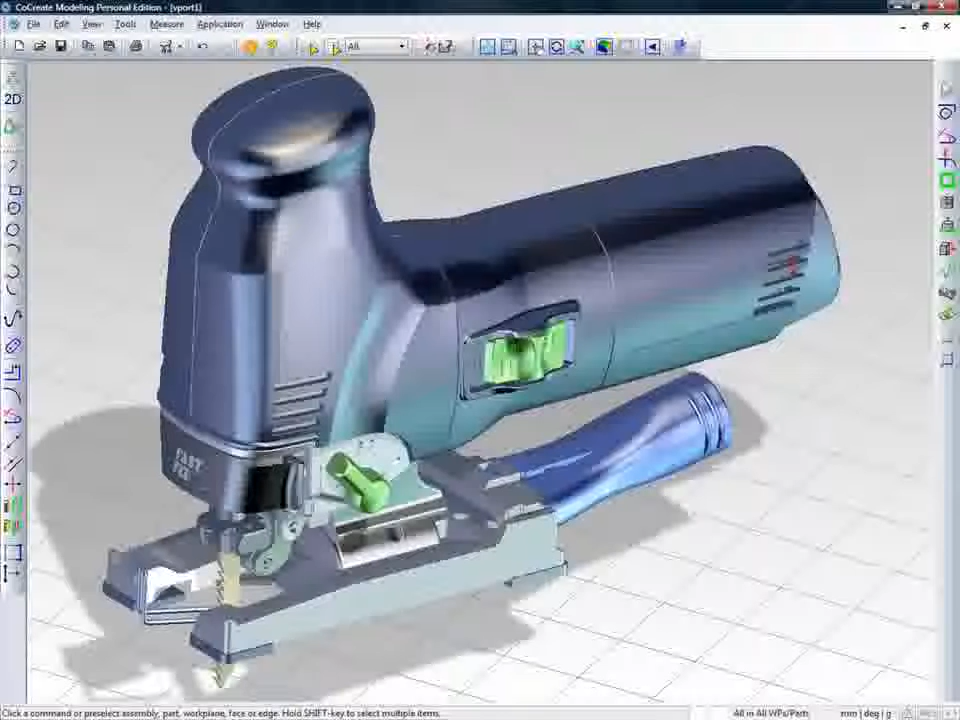 CoCreate Modeling Personal Edition - [vport1]
File Edit View Tools Measure Application Window Help
All
2D
FAST
FIX
Click a command or preselect assembly, part, workplane, face or edge. Hold SHIFT-key to select multiple items.
All in All WPs/Parts
mm | deg | g